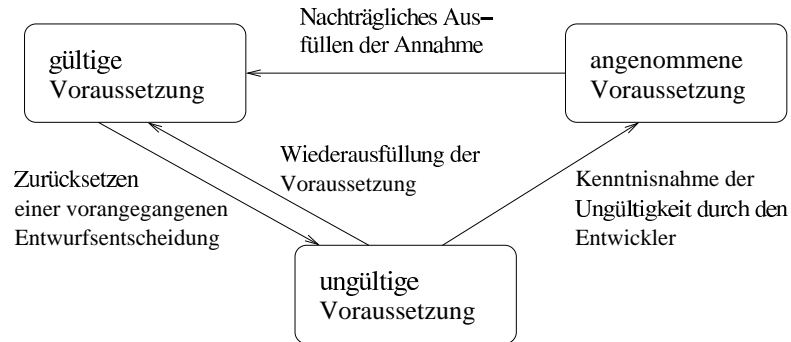 Nachträgliches Aus-
füllen der Annahme
gültige
Voraussetzung
angenommene
Voraussetzung
Wiederausfüllung der
Voraussetzung
Zurücksetzen
einer vorangegangenen
Entwurfsentscheidung
Kenntnisnahme der
Ungültigkeit durch den
Entwickler
ungültige
Voraussetzung